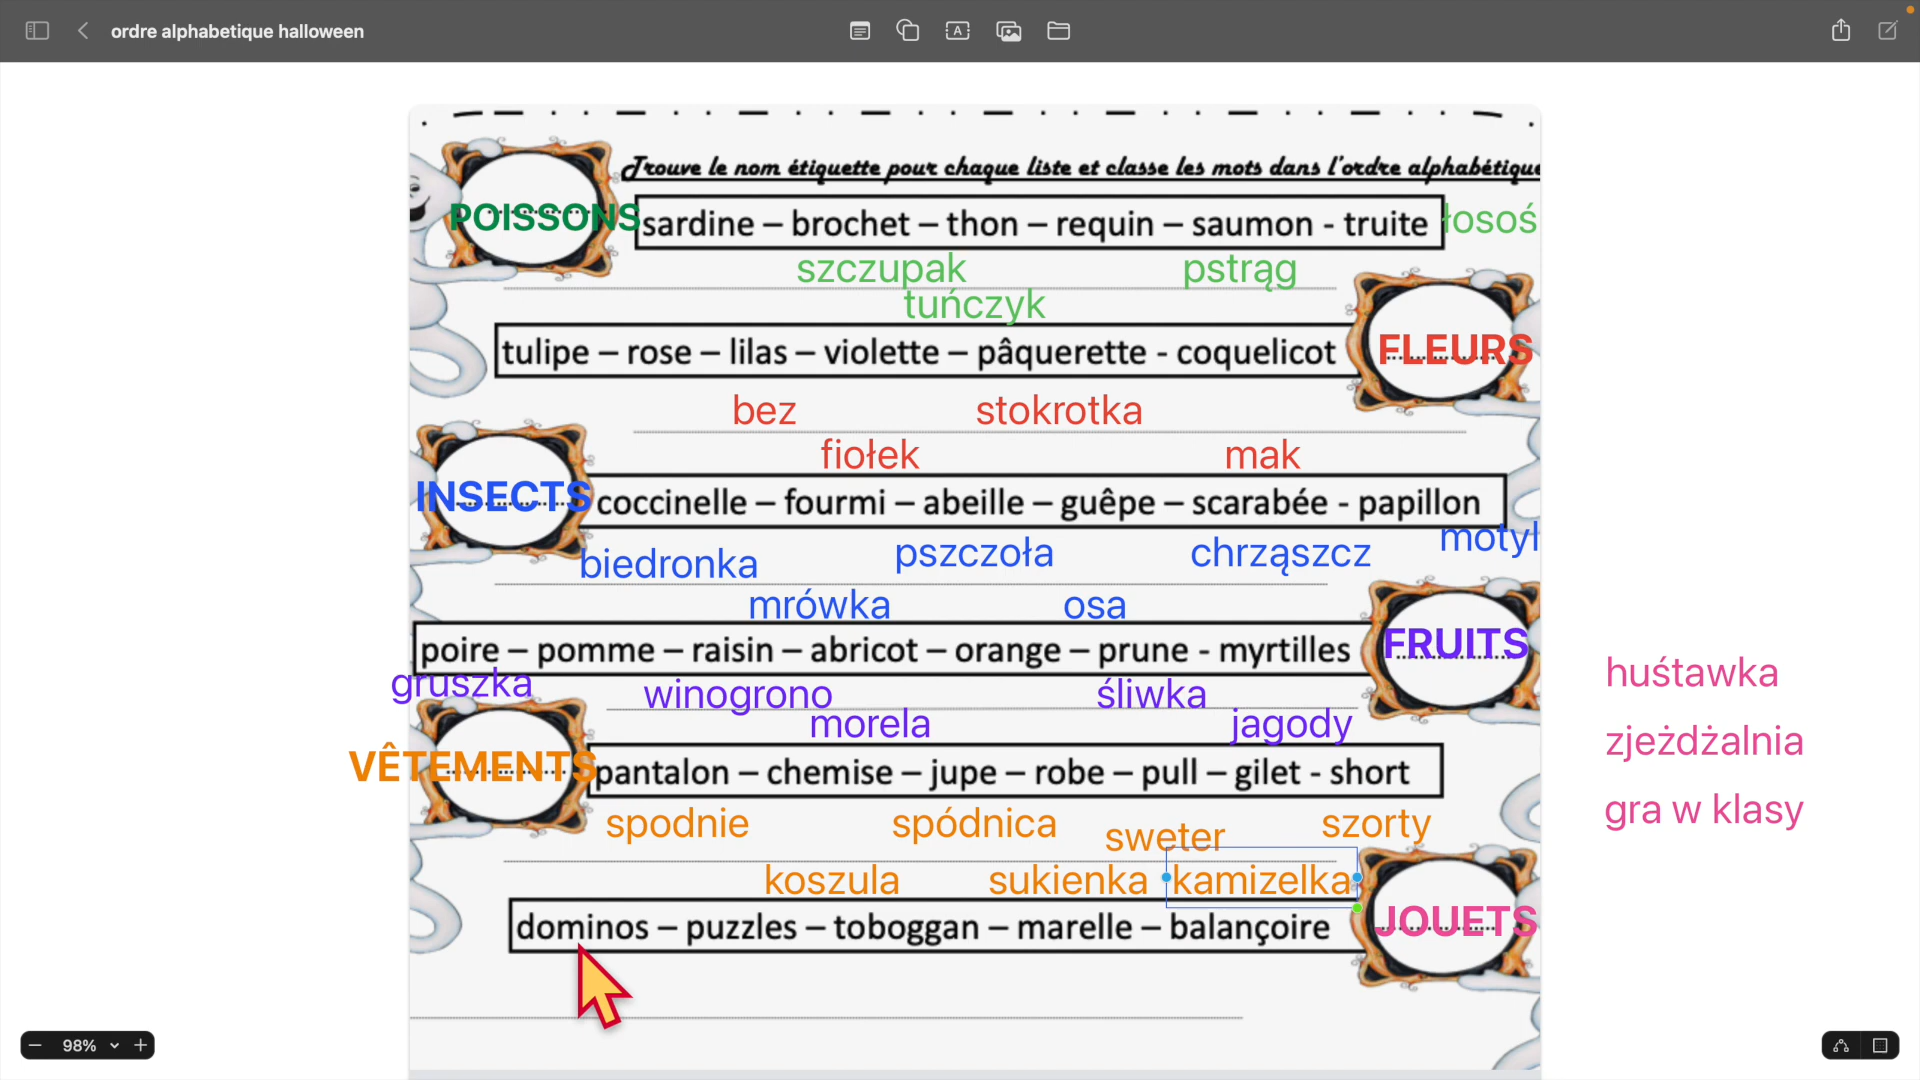 ordre alphabetique halloween
Trouve le nom étiquette pour chaque liste et classe les mots dans l'ordre alphabétique
POISSONS
sardine – brochet – thon – requin – saumon - truite
łosoś
szczupak
pstrąg
tuńczyk
tulipe – rose – lilas – violette – pâquerette - coquelicot
FLEURS
bez
stokrotka
fiołek
mak
INSECTS
coccinelle – fourmi – abeille – guêpe – scarabée - papillon
motyl
biedronka
pszczoła
chrząszcz
mrówka
osa
poire – pomme – raisin – abricot – orange – prune - myrtilles
FRUITS
gruszka
winogrono
śliwka
morela
jagody
huśtawka
zjeżdżalnia
gra w klasy
VÊTEMENTS
pantalon – chemise – jupe – robe – pull – gilet - short
spodnie
spódnica
sweter
szorty
koszula
sukienka
kamizelka
dominos – puzzles – toboggan – marelle – balançoire
JOUETS
98%